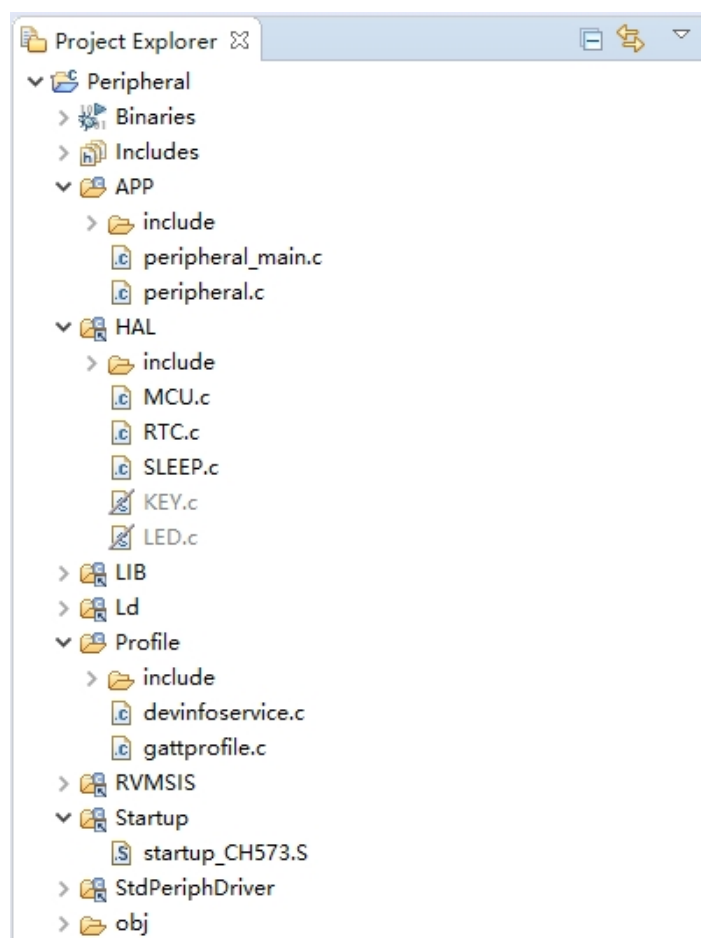 Project Explorer
Peripheral
Binaries
Includes
APP
include
peripheral_main.c
peripheral.c
HAL
include
MCU.c
RTC.c
SLEEP.c
KEY.c
LED.c
LIB
Ld
Profile
include
devinfoservice.c
gattprofile.c
RVMSIS
Startup
startup_CH573.S
StdPeriphDriver
obj